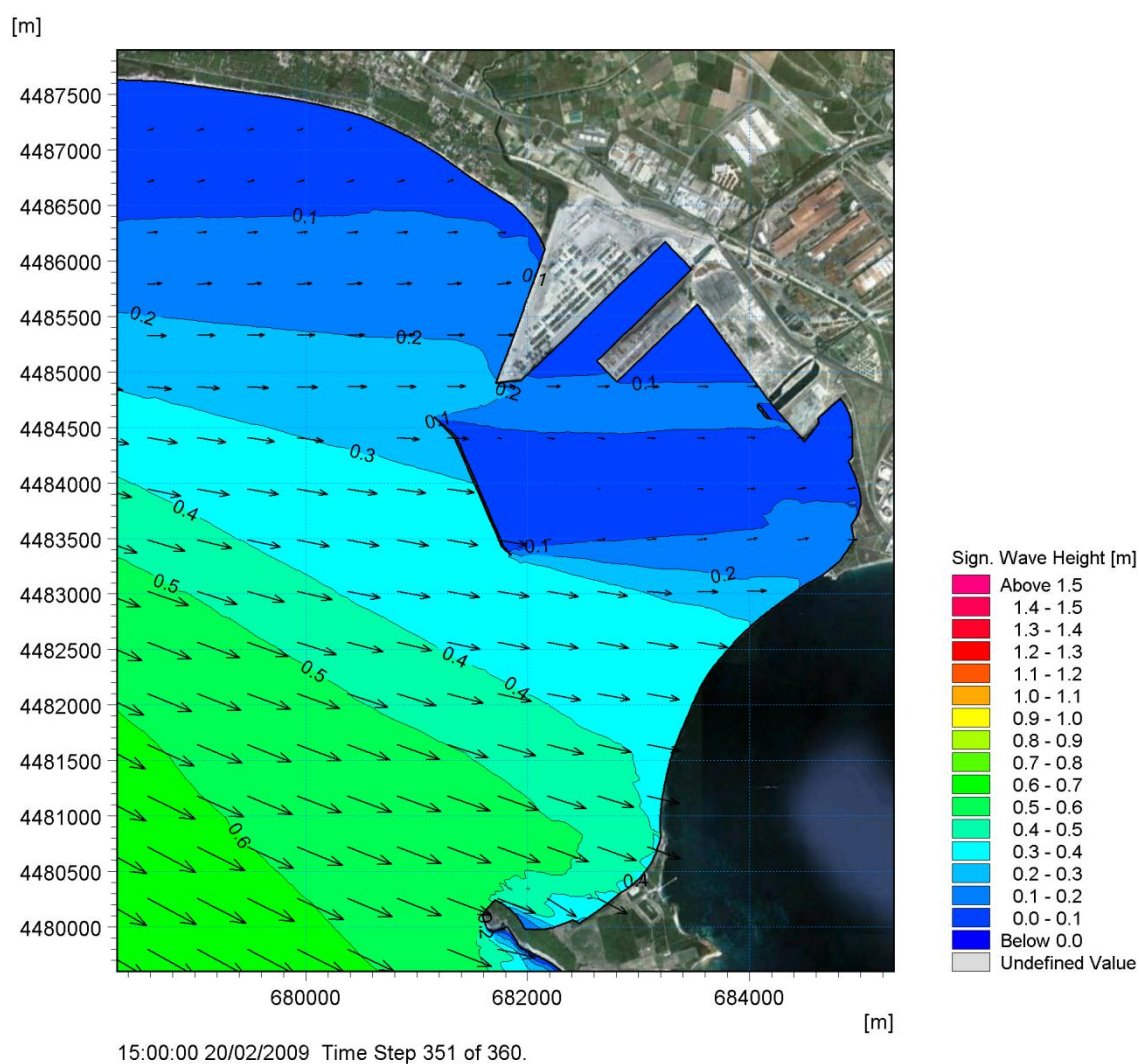 [m]
4487500
4487000
4486500
4486000
4485500
4485000
4484500
4484000
4483500
4483000
4482500
4482000
4481500
4481000
4480500
4480000
0.1
0.1
0.2
0.2
0.2
0.1
0.1
0.3
0.4
0.1
0.2
0.5
0.4
0.4
0.5
0.6
0.4
0.2
680000
682000
684000
[m]
Sign. Wave Height [m]
Above 1.5
1.4 - 1.5
1.3 - 1.4
1.2 - 1.3
1.1 - 1.2
1.0 - 1.1
0.9 - 1.0
0.8 - 0.9
0.7 - 0.8
0.6 - 0.7
0.5 - 0.6
0.4 - 0.5
0.3 - 0.4
0.2 - 0.3
0.1 - 0.2
0.0 - 0.1
Below 0.0
Undefined Value
15:00:00 20/02/2009 Time Step 351 of 360.